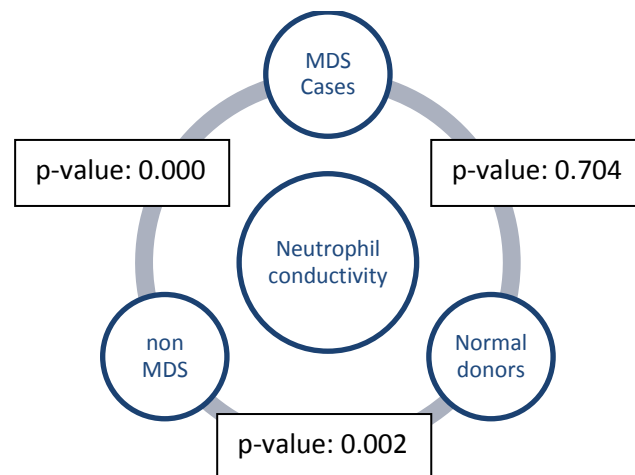 MDS
Cases
p-value: 0.000
p-value: 0.704
Neutrophil
conductivity
non
MDS
Normal
donors
p-value: 0.002